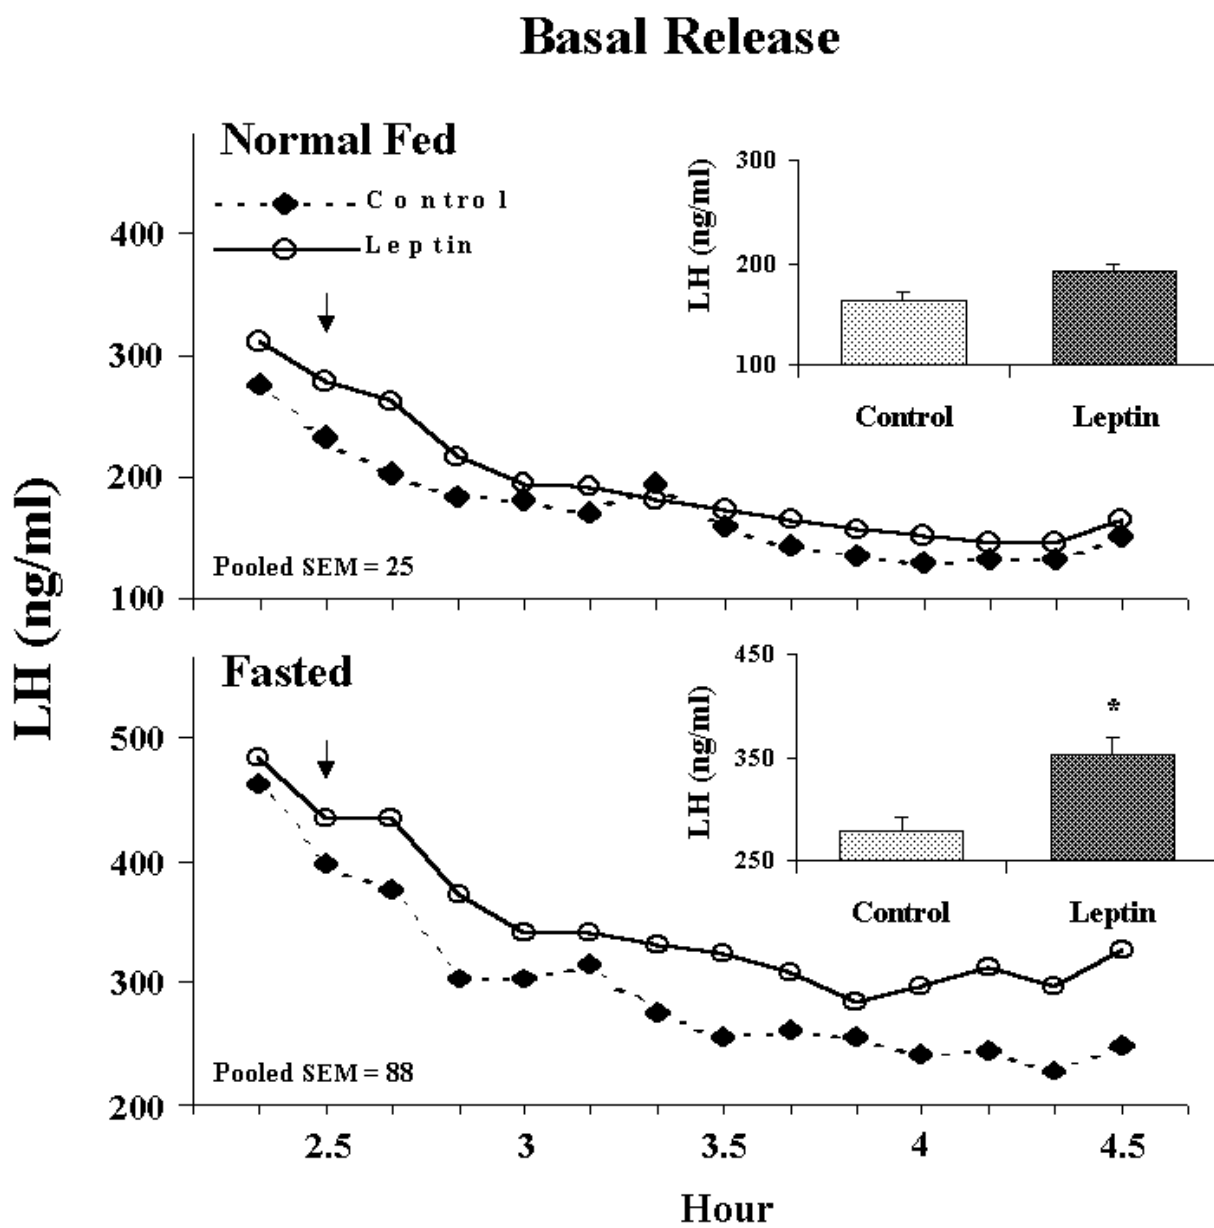 Basal Release
Normal Fed
Control
Leptin
400
300
200
100
Pooled SEM = 25
LH (ng/ml)
300
200
100
LH (ng/ml)
Control
Leptin
Fasted
500
400
300
200
Pooled SEM = 88
450
350
250
LH (ng/ml)
*
Control
Leptin
2.5
3
3.5
4
4.5
Hour